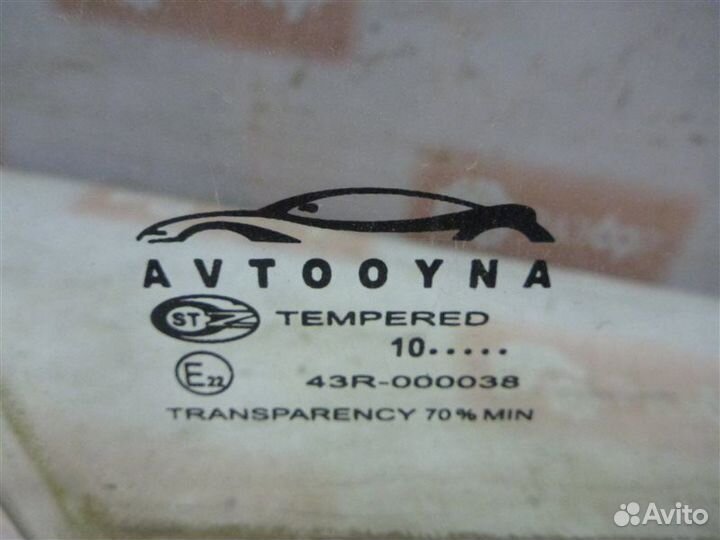 AVTOOYNA
ST Z TEMPERED
10.....
E22 43R-000038
TRANSPARENCY 70% MIN
Avito